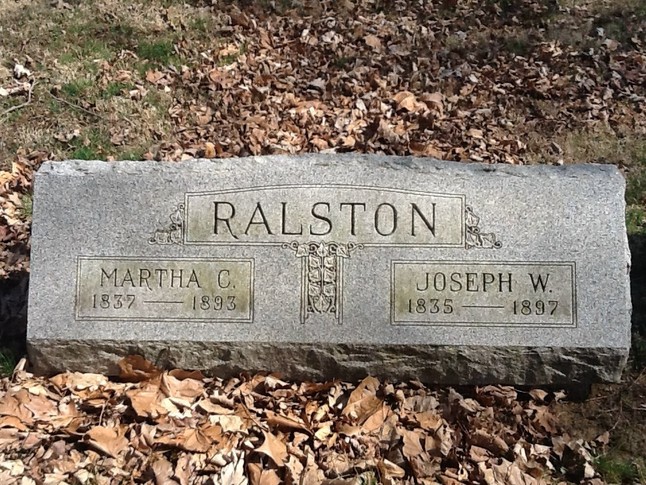 RALSTON
MARTHA C.
1837 — 1893
JOSEPH W.
1835 — 1897